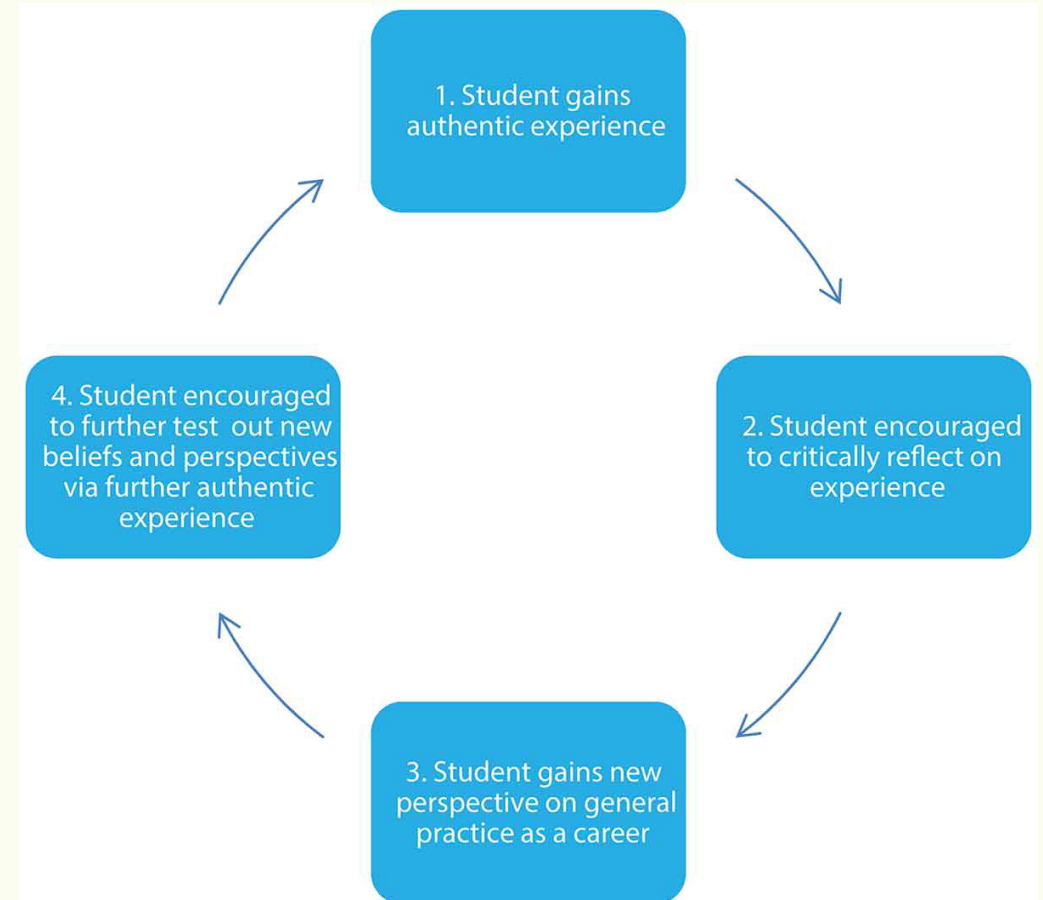 1. Student gains
authentic experience
2. Student encouraged
to critically reflect on
experience
3. Student gains new
perspective on general
practice as a career
4. Student encouraged
to further test  out new
beliefs and perspectives
via further authentic
experience